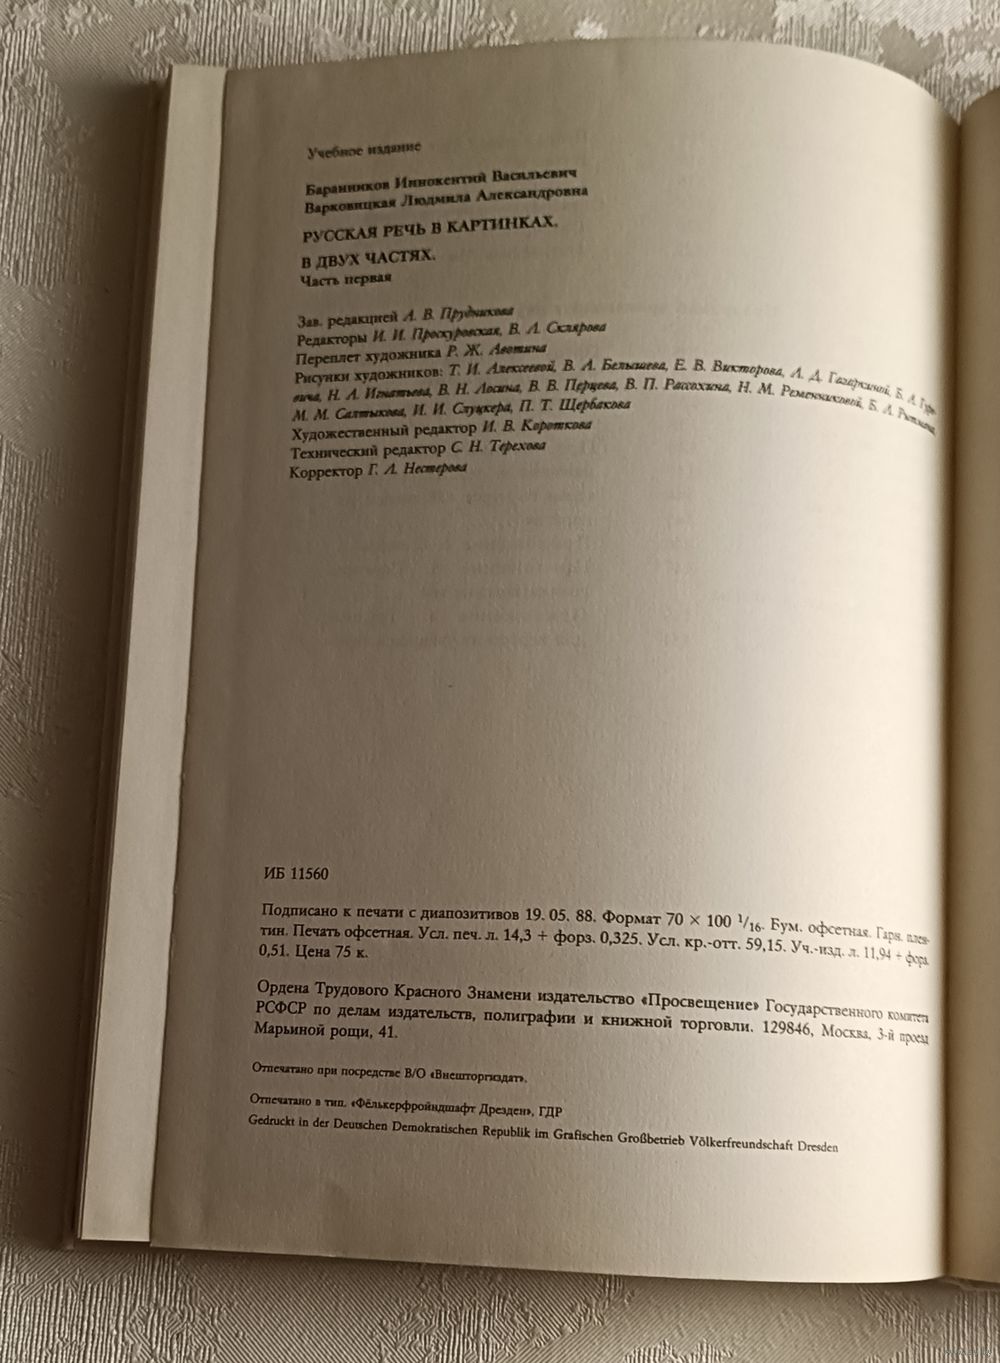 Учебное издание
Баранников Иннокентий Васильевич
Варковицкая Людмила Александровна
РУССКАЯ РЕЧЬ В КАРТИНКАХ.
В ДВУХ ЧАСТЯХ.
Часть первая
Зав. редакцией А. В. Прудникова
Редакторы И. И. Проскуровская, В. А. Склярова
Переплет художника Р. Ж. Авотина
Рисунки художников: Т. И. Алексеевой, В. А. Белышева, Е. В. Викторова, Л. Д. Газаркиной, Б. А. Гуре-
вича, Н. А. Игнатьева, В. Н. Лосина, В. В. Перцева, В. П. Рассохина, Н. М. Ременниковой, Б. А.
М. М. Салтыкова, И. И. Слуцкера, П. Т. Щербакова
Художественный редактор И. В. Короткова
Технический редактор С. Н. Терехова
Корректор Г. Л. Нестерова
ИБ 11560
Подписано к печати с диапозитивов 19. 05. 88. Формат 70 × 100 1/16. Бум. офсетная. Гарн. плен-
тин. Печать офсетная. Усл. печ. л. 14,3 + форз. 0,325. Усл. кр.-отт. 59,15. Уч.-изд. л. 11,94 + форз.
0,51. Цена 75 к.
Ордена Трудового Красного Знамени издательство «Просвещение» Государственного комитета
РСФСР по делам издательств, полиграфии и книжной торговли. 129846, Москва, 3-й проезд
Марьиной рощи, 41.
Отпечатано при посредстве В/О «Внешторгиздат».
Отпечатано в тип. «Фёлькерфройндшафт Дрезден», ГДР
Gedruckt in der Deutschen Demokratischen Republik im Grafischen Großbetrieb Völkerfreundschaft Dresden